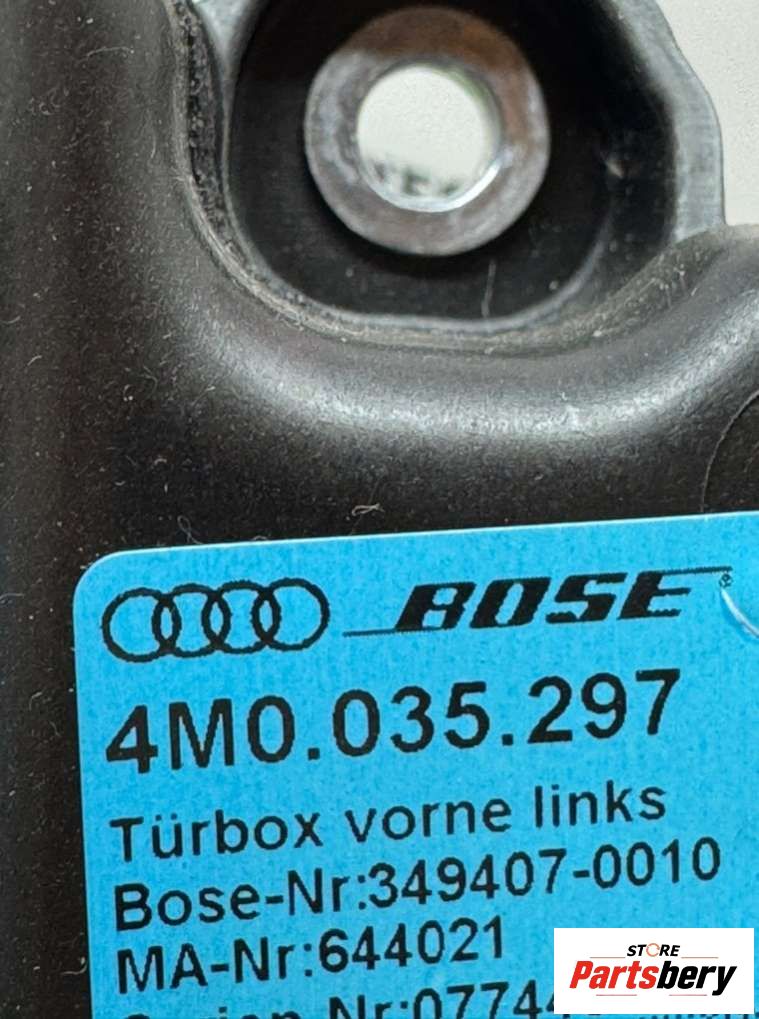 BOSE®
4M0.035.297
Türbox vorne links
Bose-Nr:349407-0010
MA-Nr:644021
STORE
Partsbery